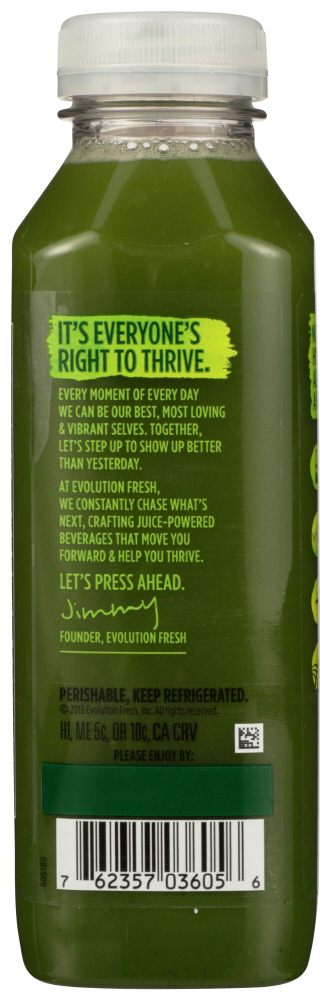 IT'S EVERYONE'S
RIGHT TO THRIVE.
EVERY MOMENT OF EVERY DAY
WE CAN BE OUR BEST, MOST LOVING
& VIBRANT SELVES. TOGETHER,
LET'S STEP UP TO SHOW UP BETTER
THAN YESTERDAY.
AT EVOLUTION FRESH,
WE CONSTANTLY CHASE WHAT'S
NEXT, CRAFTING JUICE-POWERED
BEVERAGES THAT MOVE YOU
FORWARD & HELP YOU THRIVE.
LET'S PRESS AHEAD.
Jimmy
FOUNDER, EVOLUTION FRESH
PERISHABLE, KEEP REFRIGERATED.
© 2019 Evolution Fresh, Inc. All rights reserved.
HI, ME 5¢, OR 10¢, CA CRV
PLEASE ENJOY BY:
7 62357 03605 6